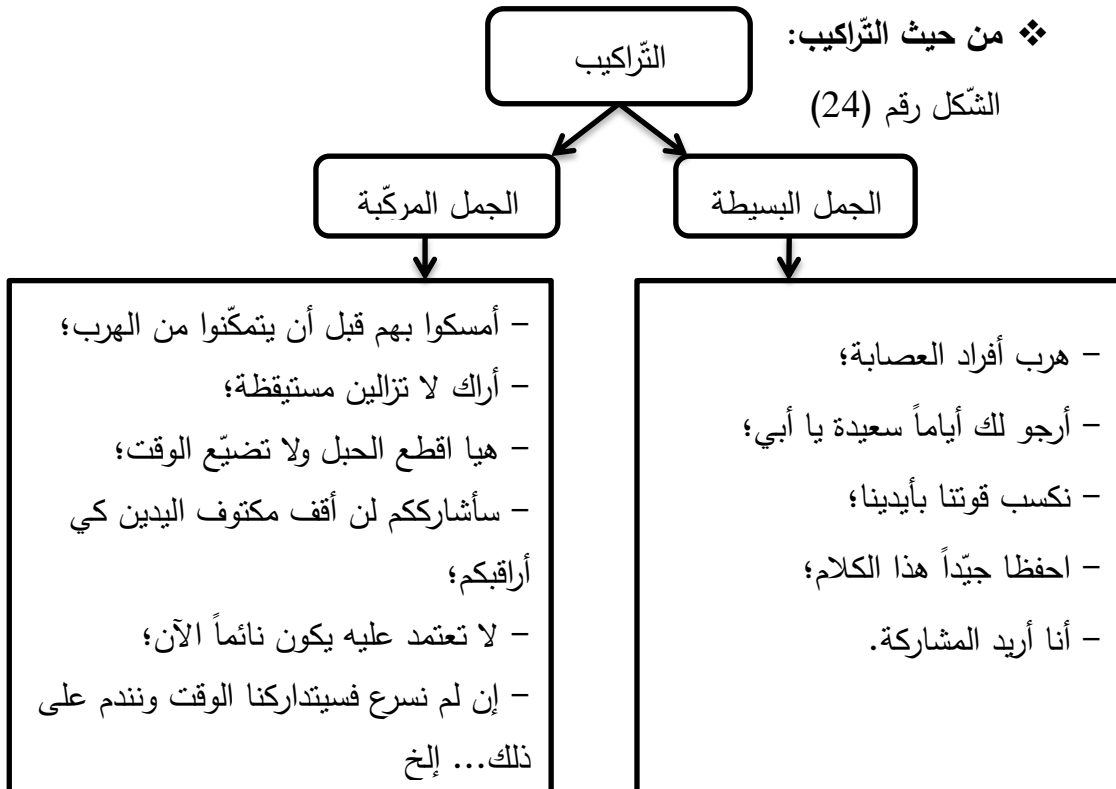 ❖ من حيث التّراكيب:
الشّكل رقم (24)
التّراكيب
الجمل البسيطة
الجمل المركّبة
- هرب أفراد العصابة؛
- أرجو لك أياماً سعيدة يا أبي؛
- نكسب قوتنا بأيدينا؛
- احفظا جيّداً هذا الكلام؛
- أنا أريد المشاركة.
- أمسكوا بهم قبل أن يتمكّنوا من الهرب؛
- أراك لا تزالين مستيقظة؛
- هيا اقطع الحبل ولا تضيّع الوقت؛
- سأشارككم لن أقف مكتوف اليدين كي
أراقبكم؛
- لا تعتمد عليه يكون نائماً الآن؛
- إن لم نسرع فسيتداركنا الوقت ونندم على
ذلك... إلخ